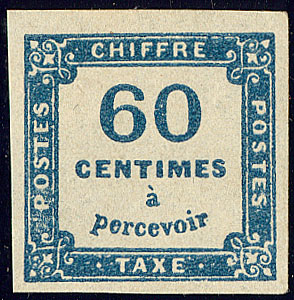 CHIFFRE
POSTES
60
CENTIMES
à
percevoir
POSTES
· TAXE ·